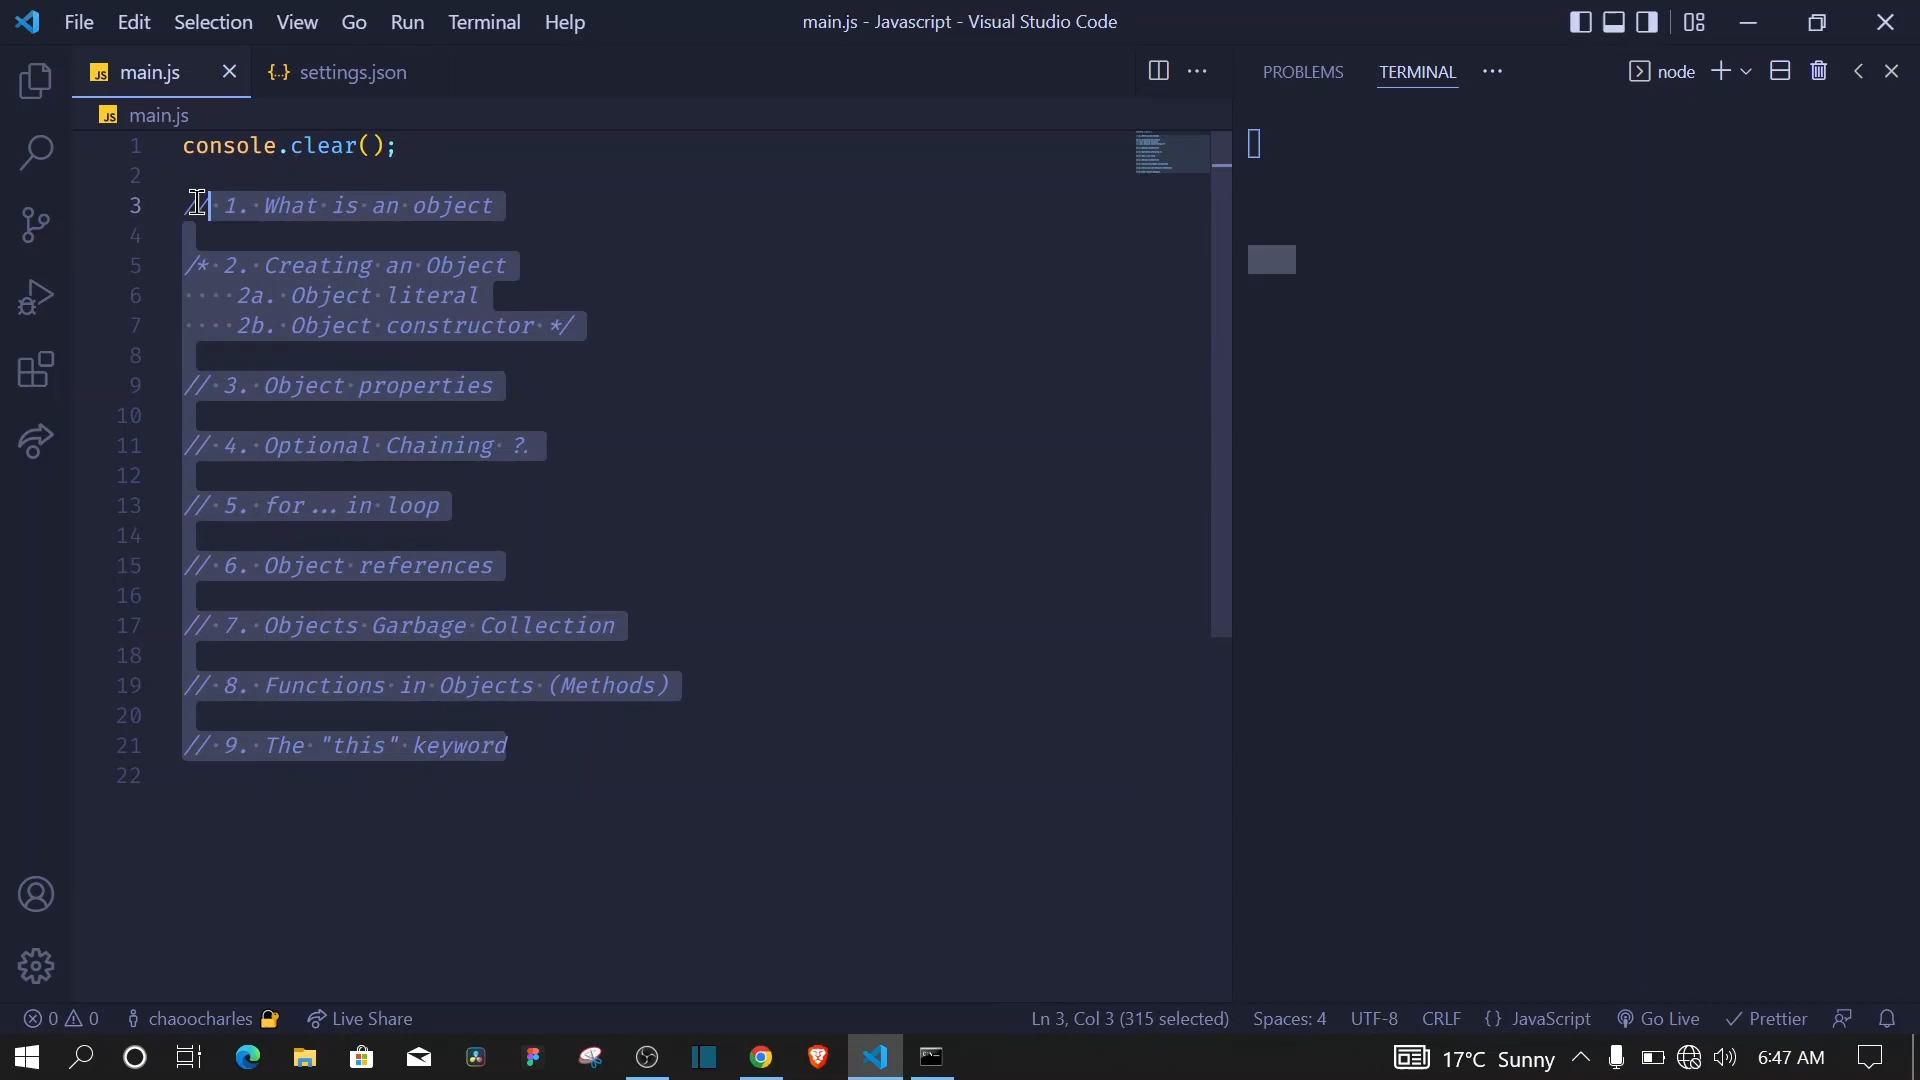 File Edit Selection View Go Run Terminal Help
main.js - Javascript - Visual Studio Code
JS main.js
{..} settings.json
PROBLEMS TERMINAL
node
JS main.js
1 console.clear();
2
3 // 1. What is an object
4
5 /* 2. Creating an Object
6 2a. Object literal
7 2b. Object constructor */
8
9 // 3. Object properties
10
11 // 4. Optional Chaining ?.
12
13 // 5. for...in loop
14
15 // 6. Object references
16
17 // 7. Objects Garbage Collection
18
19 // 8. Functions in Objects (Methods)
20
21 // 9. The "this" keyword
22
0 0 chaoocharles Live Share
Ln 3, Col 3 (315 selected) Spaces: 4 UTF-8 CRLF {} JavaScript Go Live Prettier
17°C Sunny 6:47 AM